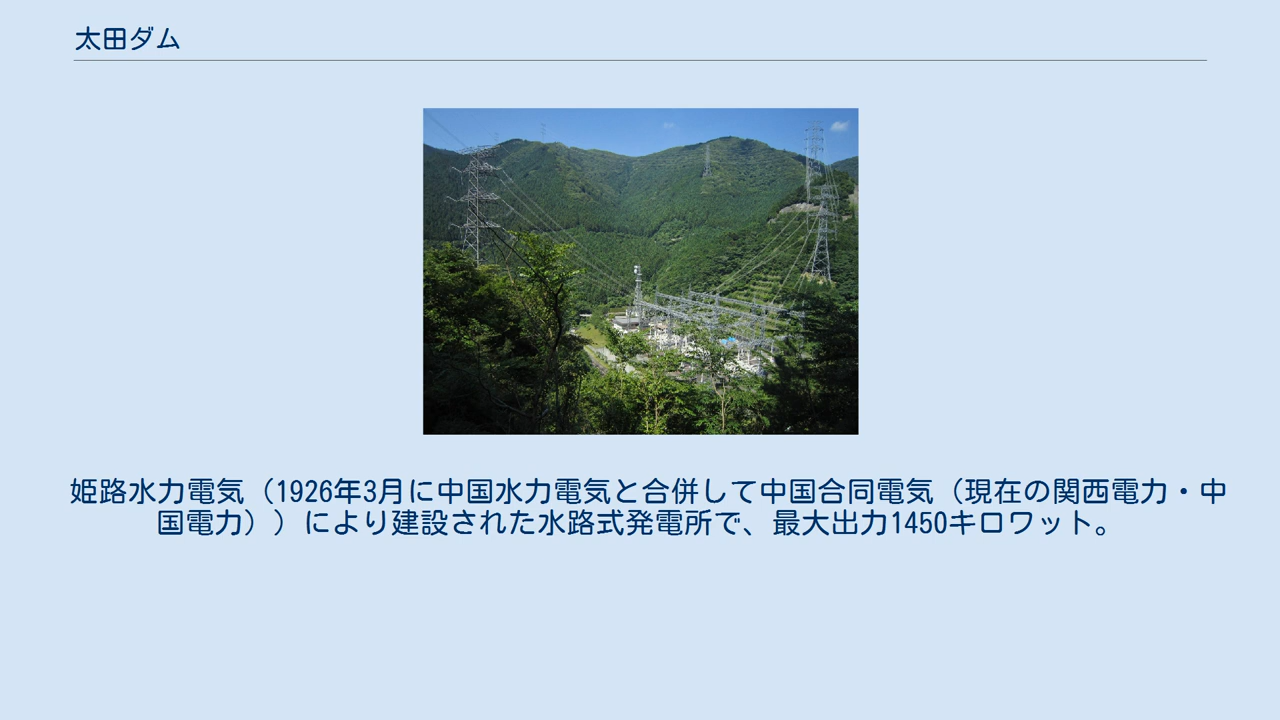 太田ダム
姫路水力電気（1926年3月に中国水力電気と合併して中国合同電気（現在の関西電力・中
国電力））により建設された水路式発電所で、最大出力1450キロワット。